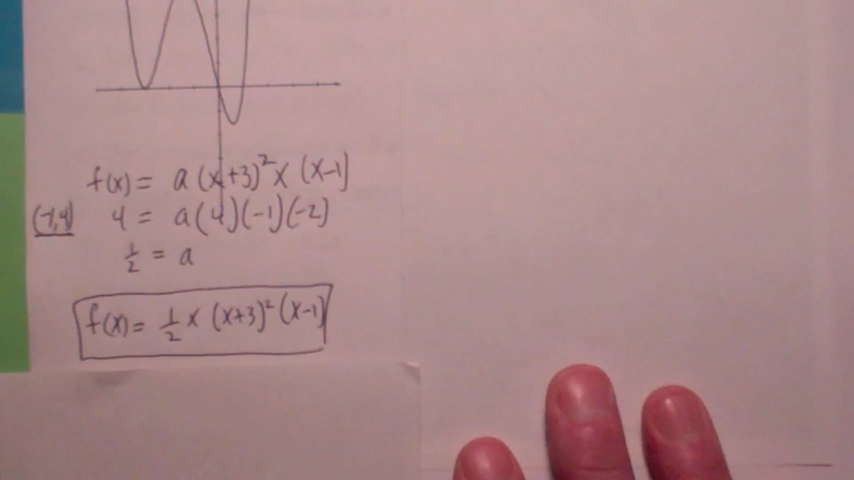 f(x) = a(x+3)²x(x-1)
(-1,4) 4 = a(4)(-1)(-2)
½ = a
f(x) = ½x(x+3)²(x-1)